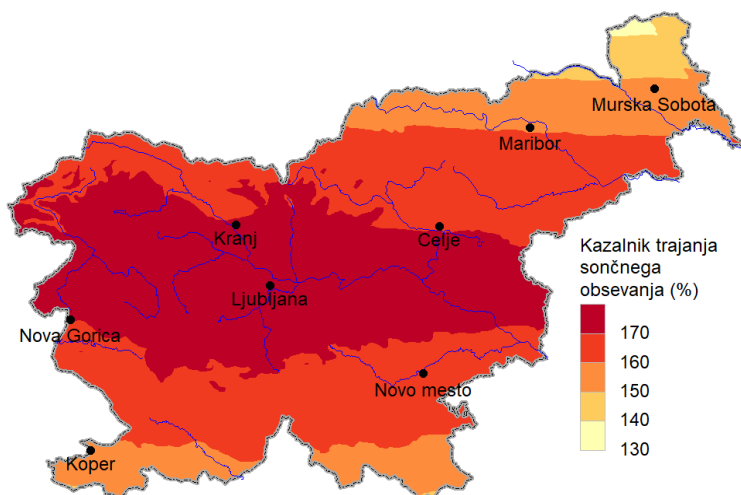 Murska Sobota
Maribor
Kranj
Celje
Ljubljana
Nova Gorica
Novo mesto
Koper
Kazalnik trajanja
sončnega
obsevanja (%)
170
160
150
140
130